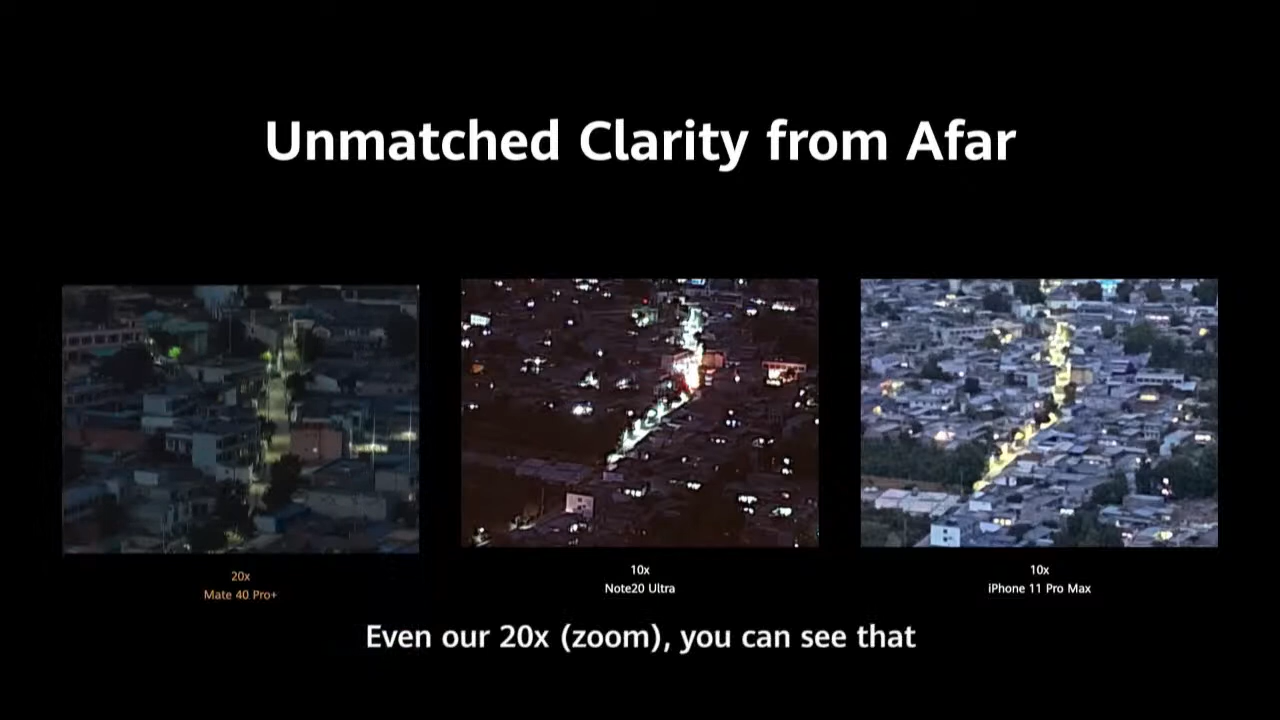 Unmatched Clarity from Afar
20x
Mate 40 Pro+
10x
Note20 Ultra
10x
iPhone 11 Pro Max
Even our 20x (zoom), you can see that